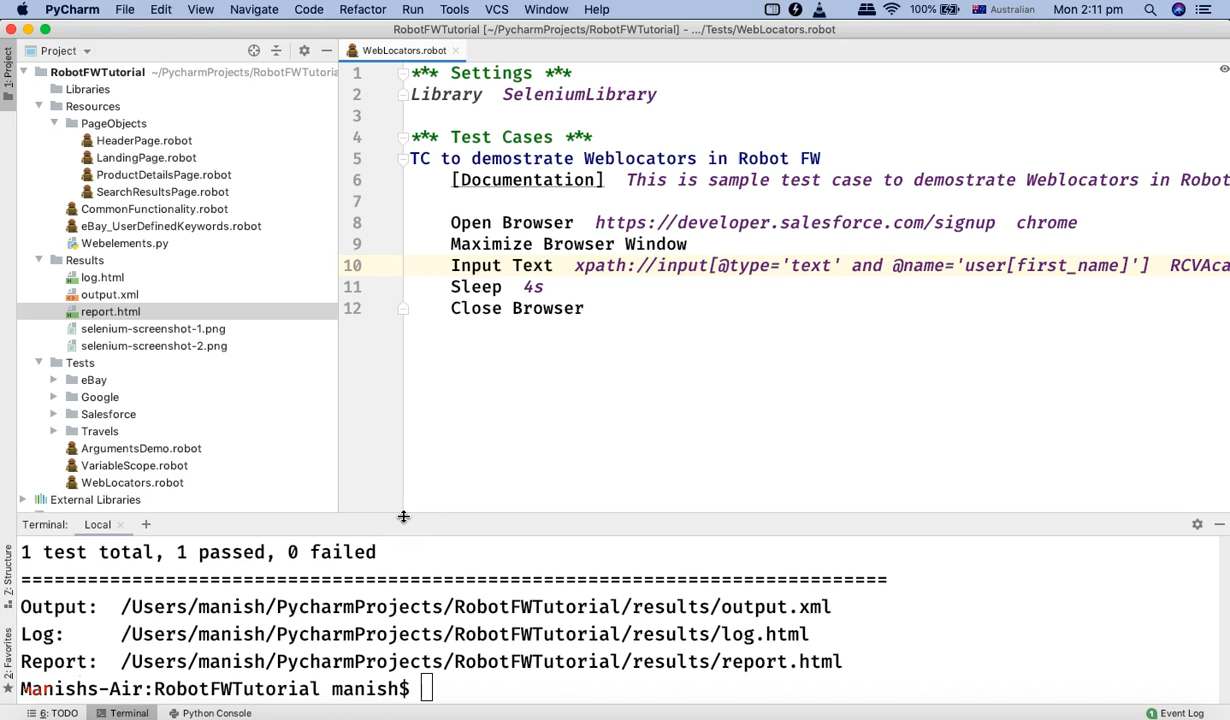 PyCharm File Edit View Navigate Code Refactor Run Tools VCS Window Help 100% Australian Mon 2:11 pm
RobotFWTutorial [~/PycharmProjects/RobotFWTutorial] - .../Tests/WebLocators.robot
Project
WebLocators.robot
1: Project
RobotFWTutorial ~/PycharmProjects/RobotFWTutoria
Libraries
Resources
PageObjects
HeaderPage.robot
LandingPage.robot
ProductDetailsPage.robot
SearchResultsPage.robot
CommonFunctionality.robot
eBay_UserDefinedKeywords.robot
Webelements.py
Results
log.html
output.xml
report.html
selenium-screenshot-1.png
selenium-screenshot-2.png
Tests
eBay
Google
Salesforce
Travels
ArgumentsDemo.robot
VariableScope.robot
WebLocators.robot
External Libraries
1 *** Settings ***
2 Library SeleniumLibrary
3
4 *** Test Cases ***
5 TC to demostrate Weblocators in Robot FW
6 [Documentation] This is sample test case to demostrate Weblocators in Robot
7
8 Open Browser https://developer.salesforce.com/signup chrome
9 Maximize Browser Window
10 Input Text xpath://input[@type='text' and @name='user[first_name]'] RCVAca
11 Sleep 4s
12 Close Browser
Terminal: Local +
Z: Structure
2: Favorites
1 test total, 1 passed, 0 failed
==============================================================================
Output: /Users/manish/PycharmProjects/RobotFWTutorial/results/output.xml
Log: /Users/manish/PycharmProjects/RobotFWTutorial/results/log.html
Report: /Users/manish/PycharmProjects/RobotFWTutorial/results/report.html
Manishs-Air:RobotFWTutorial manish$
6: TODO Terminal Python Console 1 Event Log